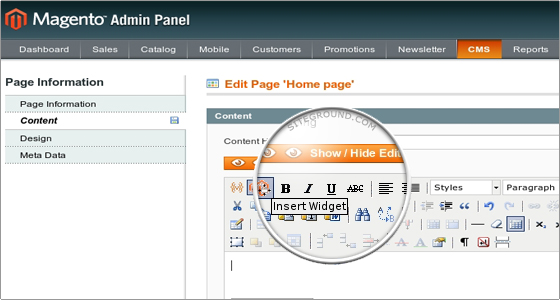 Magento Admin Panel
Dashboard Sales Catalog Mobile Customers Promotions Newsletter CMS Reports
Page Information
Page Information
Content
Design
Meta Data
Edit Page 'Home page'
Content
SITEGROUND.COM
Content H
Show / Hide Edit
B I U ABC Styles Paragraph
Insert Widget